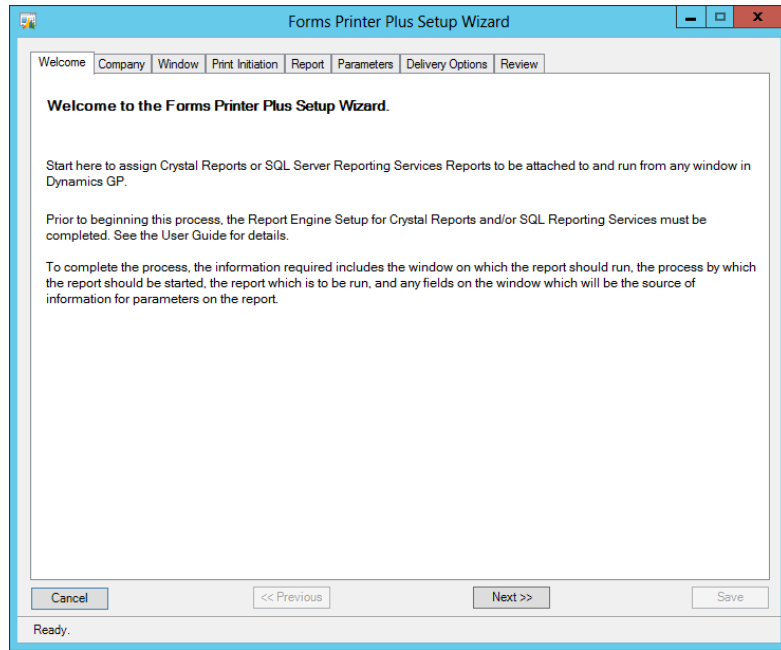 Forms Printer Plus Setup Wizard
Welcome Company Window Print Initiation Report Parameters Delivery Options Review
Welcome to the Forms Printer Plus Setup Wizard.
Start here to assign Crystal Reports or SQL Server Reporting Services Reports to be attached to and run from any window in
Dynamics GP.
Prior to beginning this process, the Report Engine Setup for Crystal Reports and/or SQL Reporting Services must be
completed. See the User Guide for details.
To complete the process, the information required includes the window on which the report should run, the process by which
the report should be started, the report which is to be run, and any fields on the window which will be the source of
information for parameters on the report.
Cancel << Previous Next >> Save
Ready.